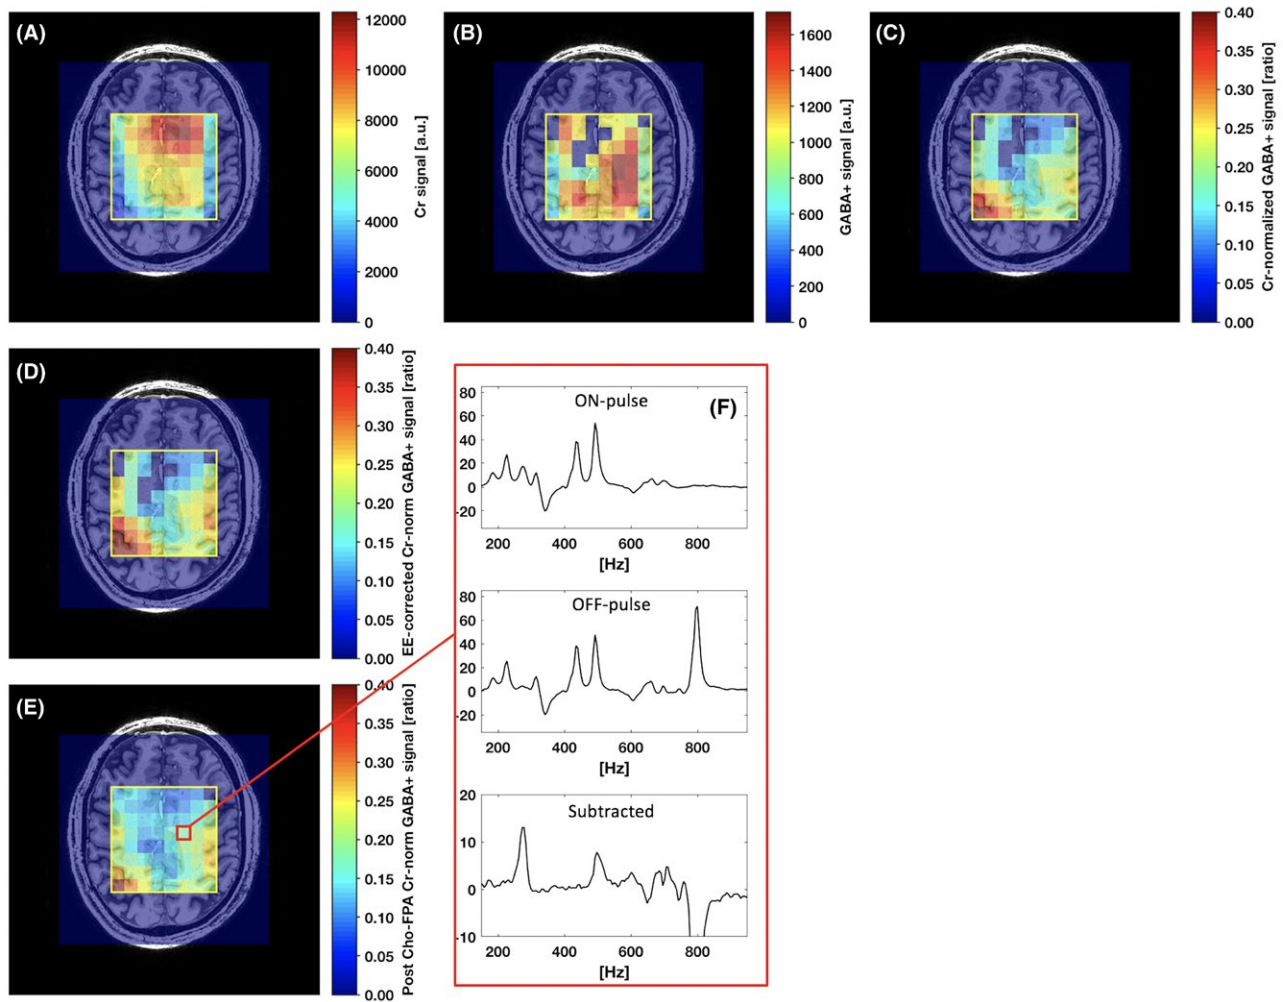 (A)
12000
10000
8000
6000
4000
2000
0
Cr signal [a.u.]
(B)
1600
1400
1200
1000
800
600
400
200
0
GABA+ signal [a.u.]
(C)
0.40
0.35
0.30
0.25
0.20
0.15
0.10
0.05
0.00
Cr-normalized GABA+ signal [ratio]
(D)
0.40
0.35
0.30
0.25
0.20
0.15
0.10
0.05
0.00
EE-corrected Cr-norm GABA+ signal [ratio]
(E)
0.40
0.35
0.30
0.25
0.20
0.15
0.10
0.05
0.00
Post Cho-FPA Cr-norm GABA+ signal [ratio]
(F)
ON-pulse
80
60
40
20
0
-20
200 400 600 800
[Hz]
OFF-pulse
80
60
40
20
0
-20
200 400 600 800
[Hz]
Subtracted
20
10
0
-10
200 400 600 800
[Hz]